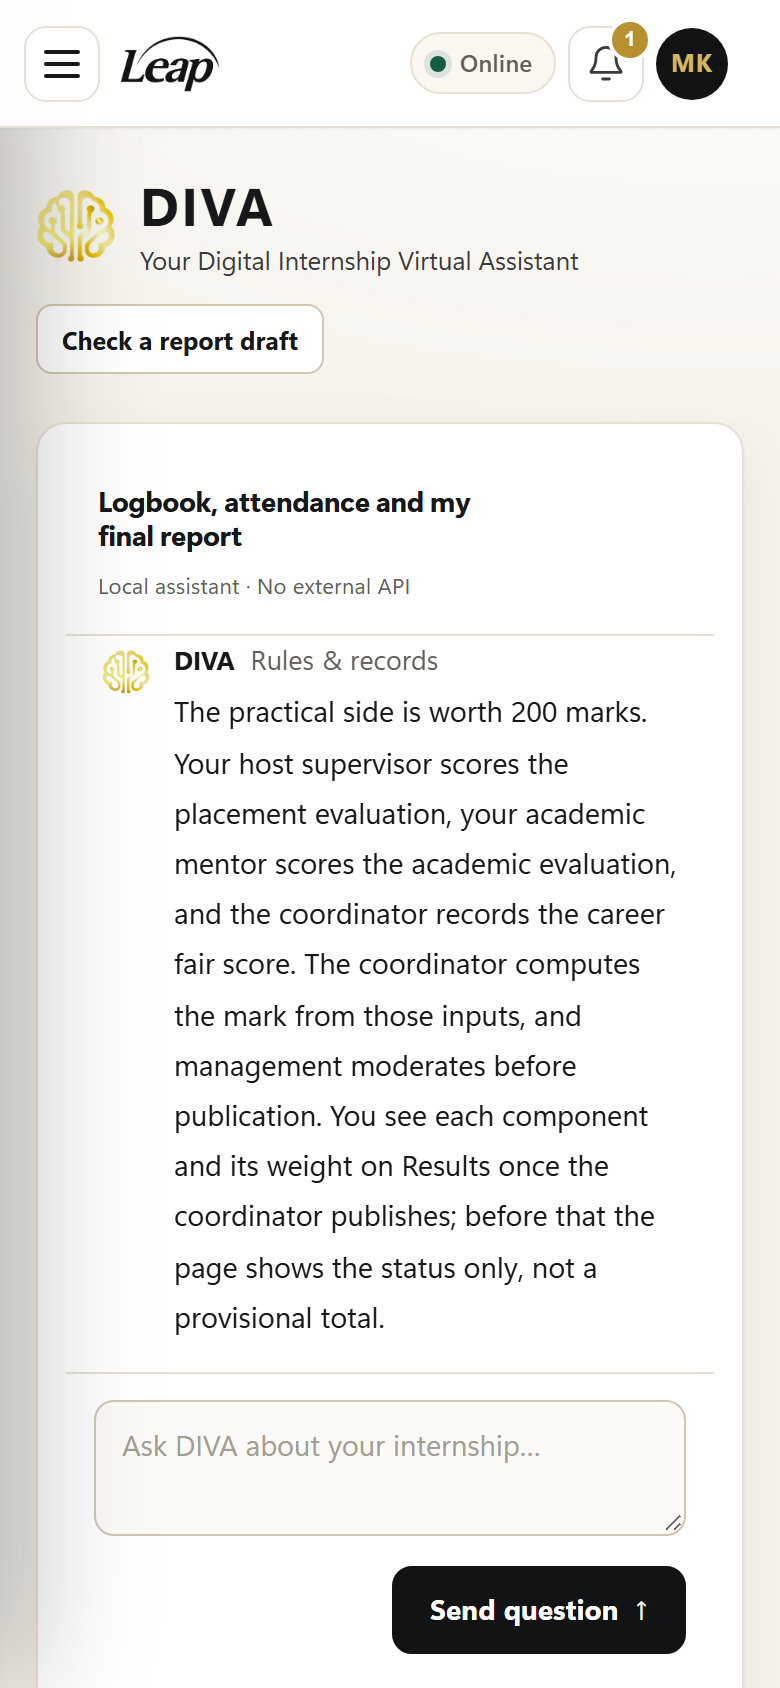 Leap
Online
1
MK
DIVA
Your Digital Internship Virtual Assistant
Check a report draft
Logbook, attendance and my
final report
Local assistant · No external API
DIVA Rules & records
The practical side is worth 200 marks.
Your host supervisor scores the
placement evaluation, your academic
mentor scores the academic evaluation,
and the coordinator records the career
fair score. The coordinator computes
the mark from those inputs, and
management moderates before
publication. You see each component
and its weight on Results once the
coordinator publishes; before that the
page shows the status only, not a
provisional total.
Ask DIVA about your internship...
Send question ↑